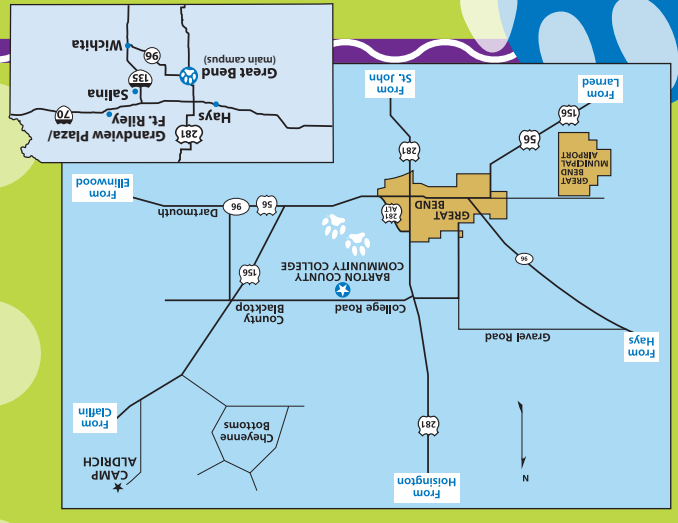 N
From
Hoisington
CAMP
ALDRICH
281
Cheyenne
Bottoms
From
Claflin
From
Hays
Gravel Road
College Road
County
Blacktop
BARTON COUNTY
COMMUNITY COLLEGE
96
156
GREAT
BEND
281
ALT
56
96
Dartmouth
From
Ellinwood
GREAT
BEND
MUNICIPAL
AIRPORT
56
281
156
From
Larned
From
St. John
281
Hays
Grandview Plaza/
Ft. Riley
70
Salina
135
Great Bend
(main campus)
96
Wichita